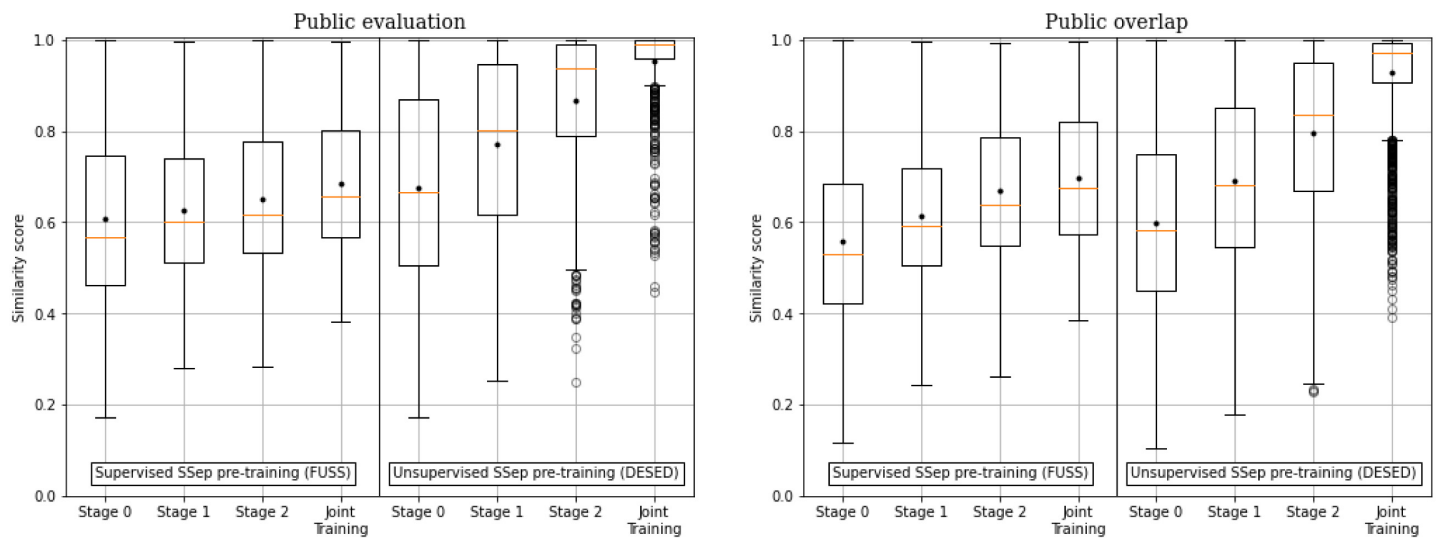 Public evaluation
Similarity score
1.0
0.8
0.6
0.4
0.2
0.0
Supervised SSep pre-training (FUSS)
Unsupervised SSep pre-training (DESED)
Stage 0
Stage 1
Stage 2
Joint
Training
Stage 0
Stage 1
Stage 2
Joint
Training
Public overlap
Similarity score
1.0
0.8
0.6
0.4
0.2
0.0
Supervised SSep pre-training (FUSS)
Unsupervised SSep pre-training (DESED)
Stage 0
Stage 1
Stage 2
Joint
Training
Stage 0
Stage 1
Stage 2
Joint
Training